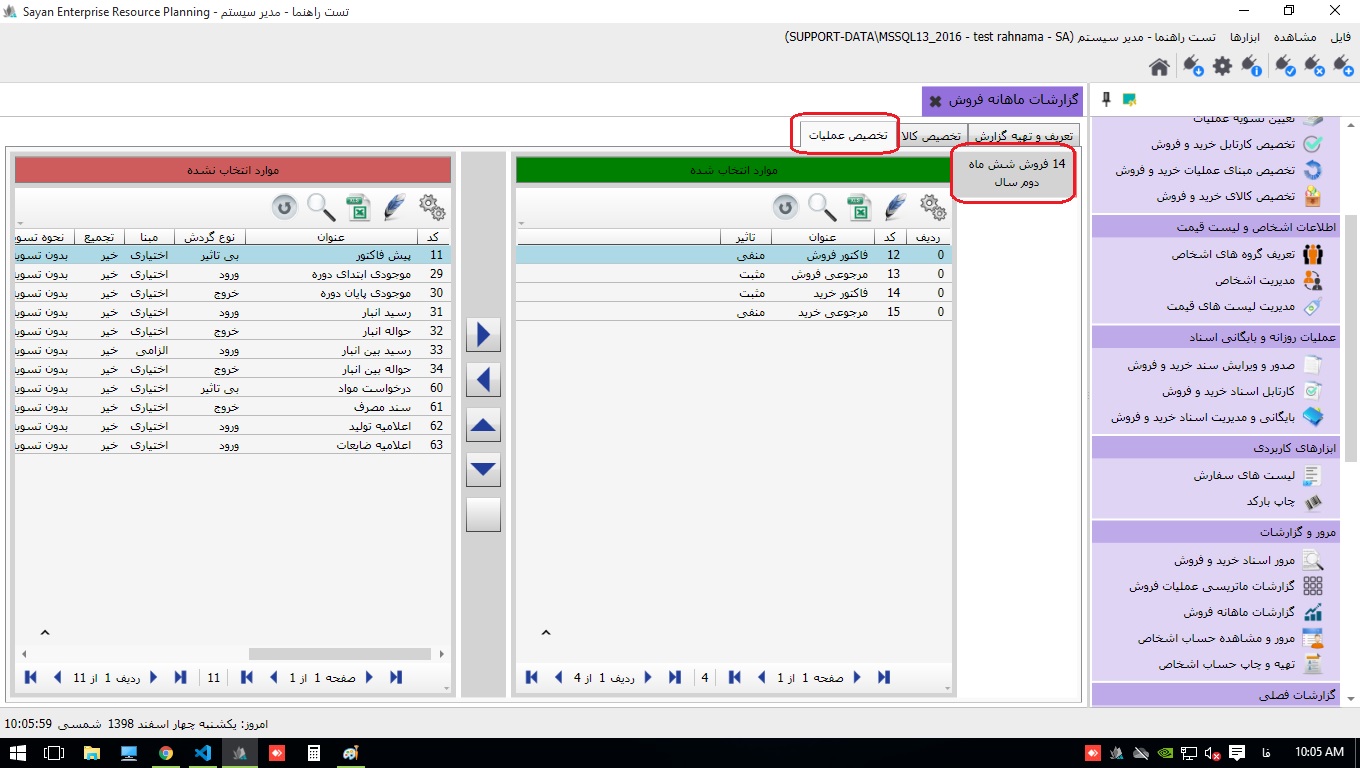 Sayan Enterprise Resource Planning - تست راهنما - مدیر سیستم
فایل مشاهده ابزارها تست راهنما - مدیر سیستم (SUPPORT-DATA\MSSQL13_2016 - test rahnama - SA)
گزارشات ماهانه فروش
تعریف و تهیه گزارش تخصیص کالا تخصیص عملیات
14 فروش شش ماه
دوم سال
موارد انتخاب شده
ردیف کد عنوان تاثیر
0 12 فاکتور فروش منفی
0 13 مرجوعی فروش مثبت
0 14 فاکتور خرید مثبت
0 15 مرجوعی خرید منفی
صفحه 1 از 1 4 ردیف 1 از 4
موارد انتخاب نشده
کد عنوان نوع گردش مبنا تجمیع نحوه تسوی
11 پیش فاکتور بی تاثیر اختیاری خیر بدون تسوی
29 موجودی ابتدای دوره ورود اختیاری خیر بدون تسوی
30 موجودی پایان دوره خروج اختیاری خیر بدون تسوی
31 رسید انبار ورود اختیاری خیر بدون تسوی
32 حواله انبار خروج اختیاری خیر بدون تسوی
33 رسید بین انبار ورود الزامی خیر بدون تسوی
34 حواله بین انبار خروج اختیاری خیر بدون تسوی
60 درخواست مواد بی تاثیر اختیاری خیر بدون تسوی
61 سند مصرف خروج اختیاری خیر بدون تسوی
62 اعلامیه تولید ورود اختیاری خیر بدون تسوی
63 اعلامیه ضایعات ورود اختیاری خیر بدون تسوی
صفحه 1 از 1 11 ردیف 1 از 11
تعیین تسویه عملیات
تخصیص کارتابل خرید و فروش
تخصیص مبنای عملیات خرید و فروش
تخصیص کالای خرید و فروش
اطلاعات اشخاص و لیست قیمت
تعریف گروه های اشخاص
مدیریت اشخاص
مدیریت لیست های قیمت
عملیات روزانه و بایگانی اسناد
صدور و ویرایش سند خرید و فروش
کارتابل اسناد خرید و فروش
بایگانی و مدیریت اسناد خرید و فروش
ابزارهای کاربردی
لیست های سفارش
چاپ بارکد
مرور و گزارشات
مرور اسناد خرید و فروش
گزارشات ماتریسی عملیات فروش
گزارشات ماهانه فروش
مرور و مشاهده حساب اشخاص
تهیه و چاپ حساب اشخاص
گزارشات فصلی
امروز: یکشنبه چهار اسفند 1398 شمسی 10:05:59
فا 10:05 AM